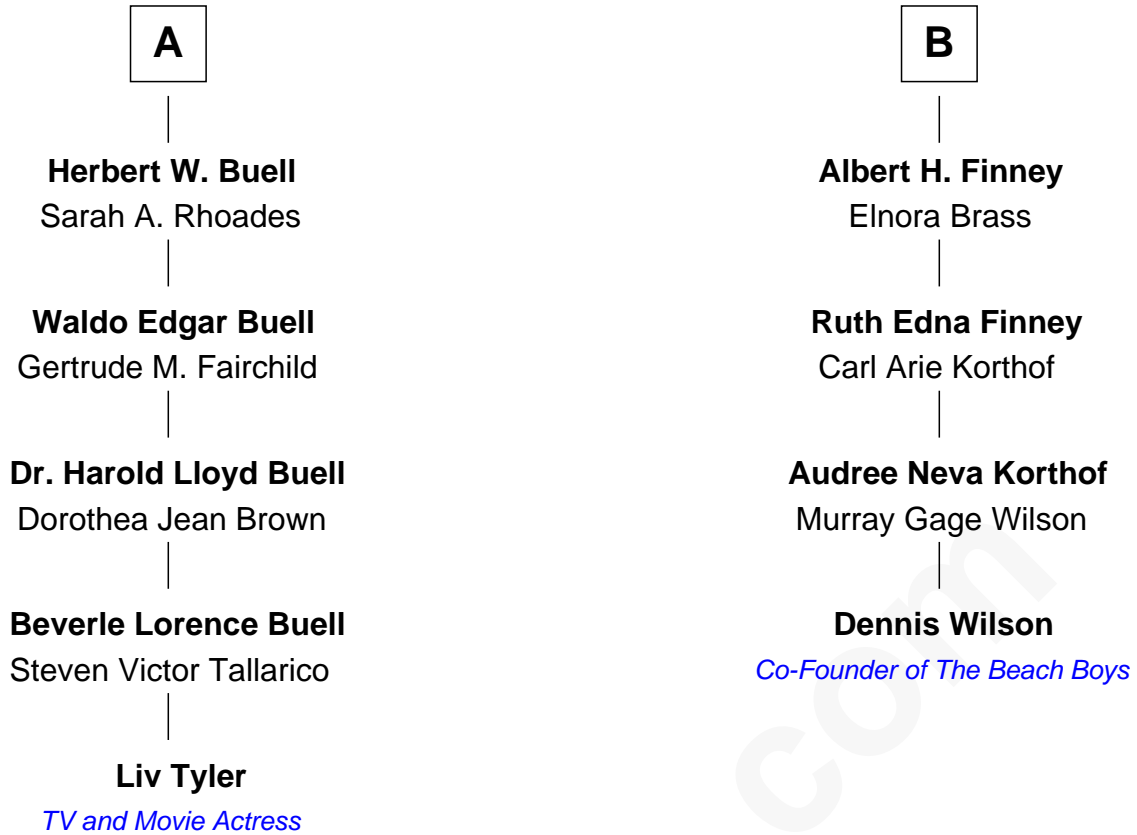 A
Herbert W. Buell
Sarah A. Rhoades
Waldo Edgar Buell
Gertrude M. Fairchild
Dr. Harold Lloyd Buell
Dorothea Jean Brown
Beverle Lorence Buell
Steven Victor Tallarico
Liv Tyler
TV and Movie Actress
B
Albert H. Finney
Elnora Brass
Ruth Edna Finney
Carl Arie Korthof
Audree Neva Korthof
Murray Gage Wilson
Dennis Wilson
Co-Founder of The Beach Boys
com